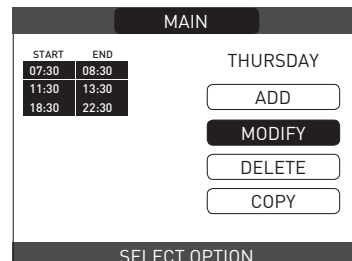 MAIN
START END
07:30 08:30
11:30 13:30
18:30 22:30
THURSDAY
ADD
MODIFY
DELETE
COPY
SELECT OPTION